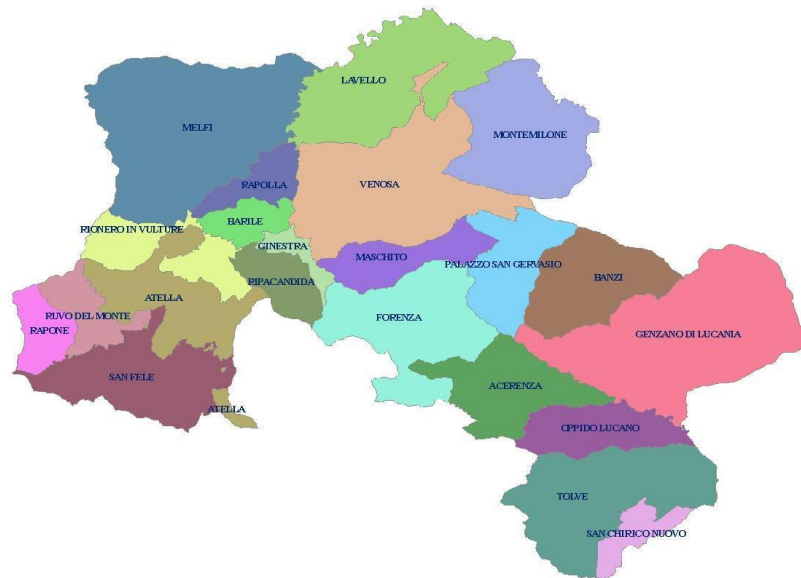 LAVELLO
MELFI
MONTEMILONE
RAPOLLA
VENOSA
BARILE
RIONERO IN VULTURE
GINESTRA
MASCHITO
PALAZZO SAN GERVASIO
RIPACANDIDA
BANZI
ATELLA
RUVO DEL MONTE
FORENZA
RAPONE
GENZANO DI LUCANIA
SAN FELE
ACERENZA
ATELLA
OPPIDO LUCANO
TOLVE
SAN CHIRICO NUOVO